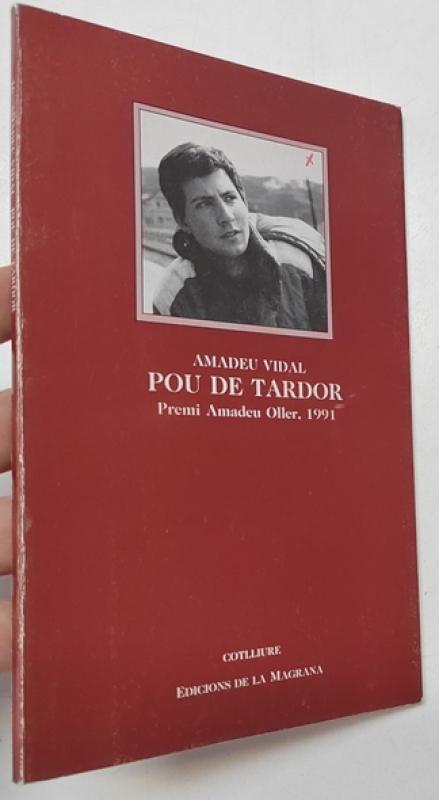 AMADEU VIDAL
POU DE TARDOR
Premi Amadeu Oller. 1991
COTLLIURE
EDICIONS DE LA MAGRANA